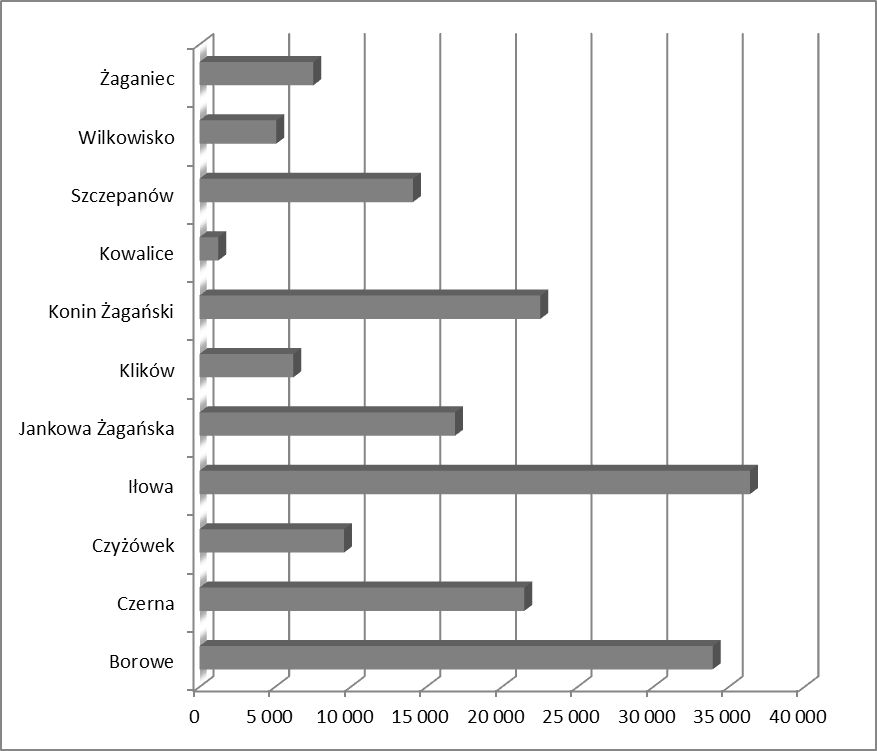 Żaganiec
Wilkowisko
Szczepanów
Kowalice
Konin Żagański
Klików
Jankowa Żagańska
Iłowa
Czyżówek
Czerna
Borowe
0 5 000 10 000 15 000 20 000 25 000 30 000 35 000 40 000